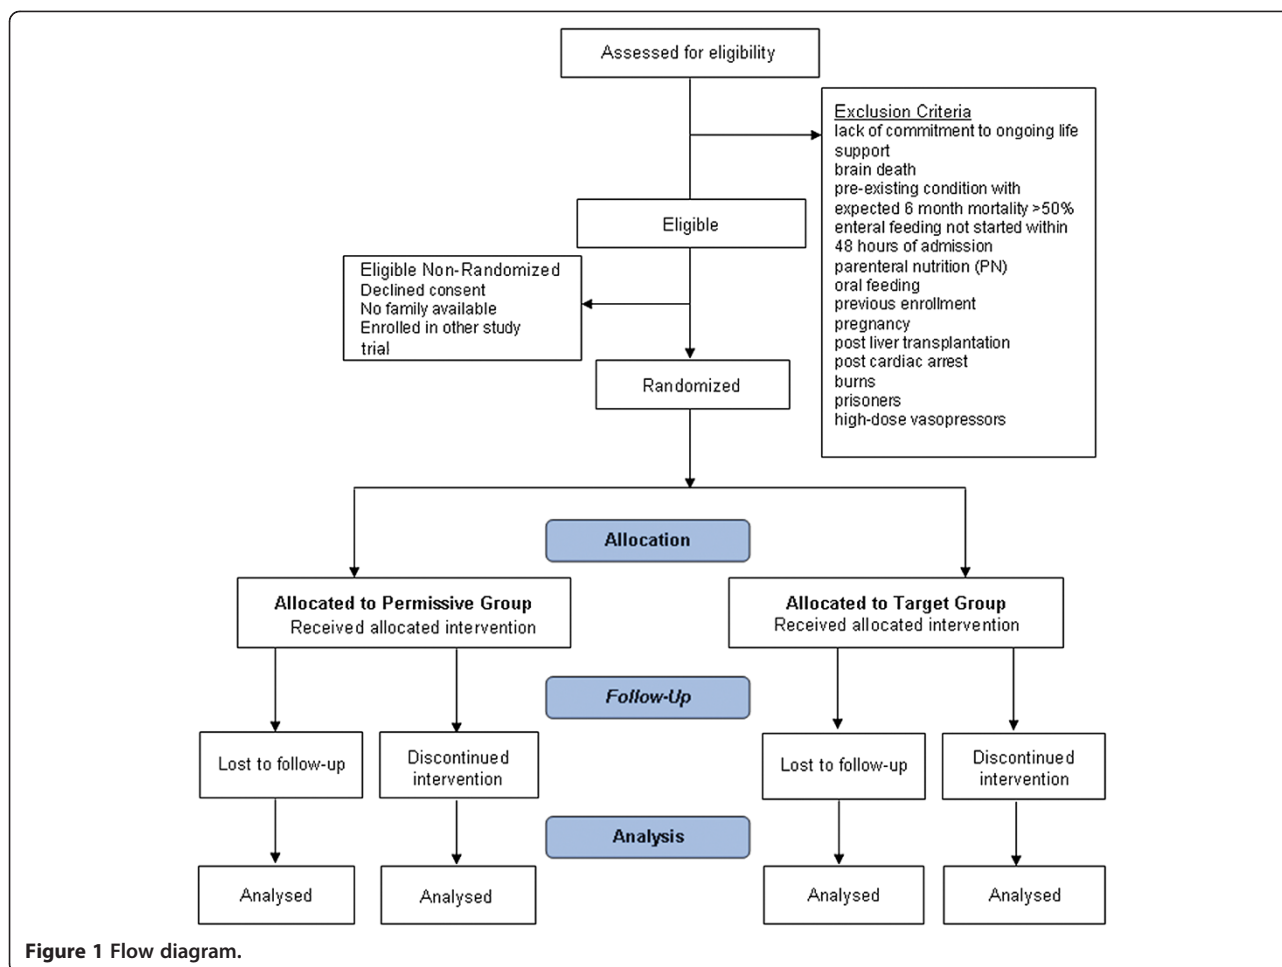 Assessed for eligibility
Exclusion Criteria
lack of commitment to ongoing life
support
brain death
pre-existing condition with
expected 6 month mortality >50%
enteral feeding not started within
48 hours of admission
parenteral nutrition (PN)
oral feeding
previous enrollment
pregnancy
post liver transplantation
post cardiac arrest
burns
prisoners
high-dose vasopressors
Eligible
Eligible Non-Randomized
Declined consent
No family available
Enrolled in other study
trial
Randomized
Allocation
Allocated to Permissive Group
Received allocated intervention
Allocated to Target Group
Received allocated intervention
Follow-Up
Lost to follow-up
Discontinued
intervention
Lost to follow-up
Discontinued
intervention
Analysis
Analysed
Analysed
Analysed
Analysed
Figure 1 Flow diagram.